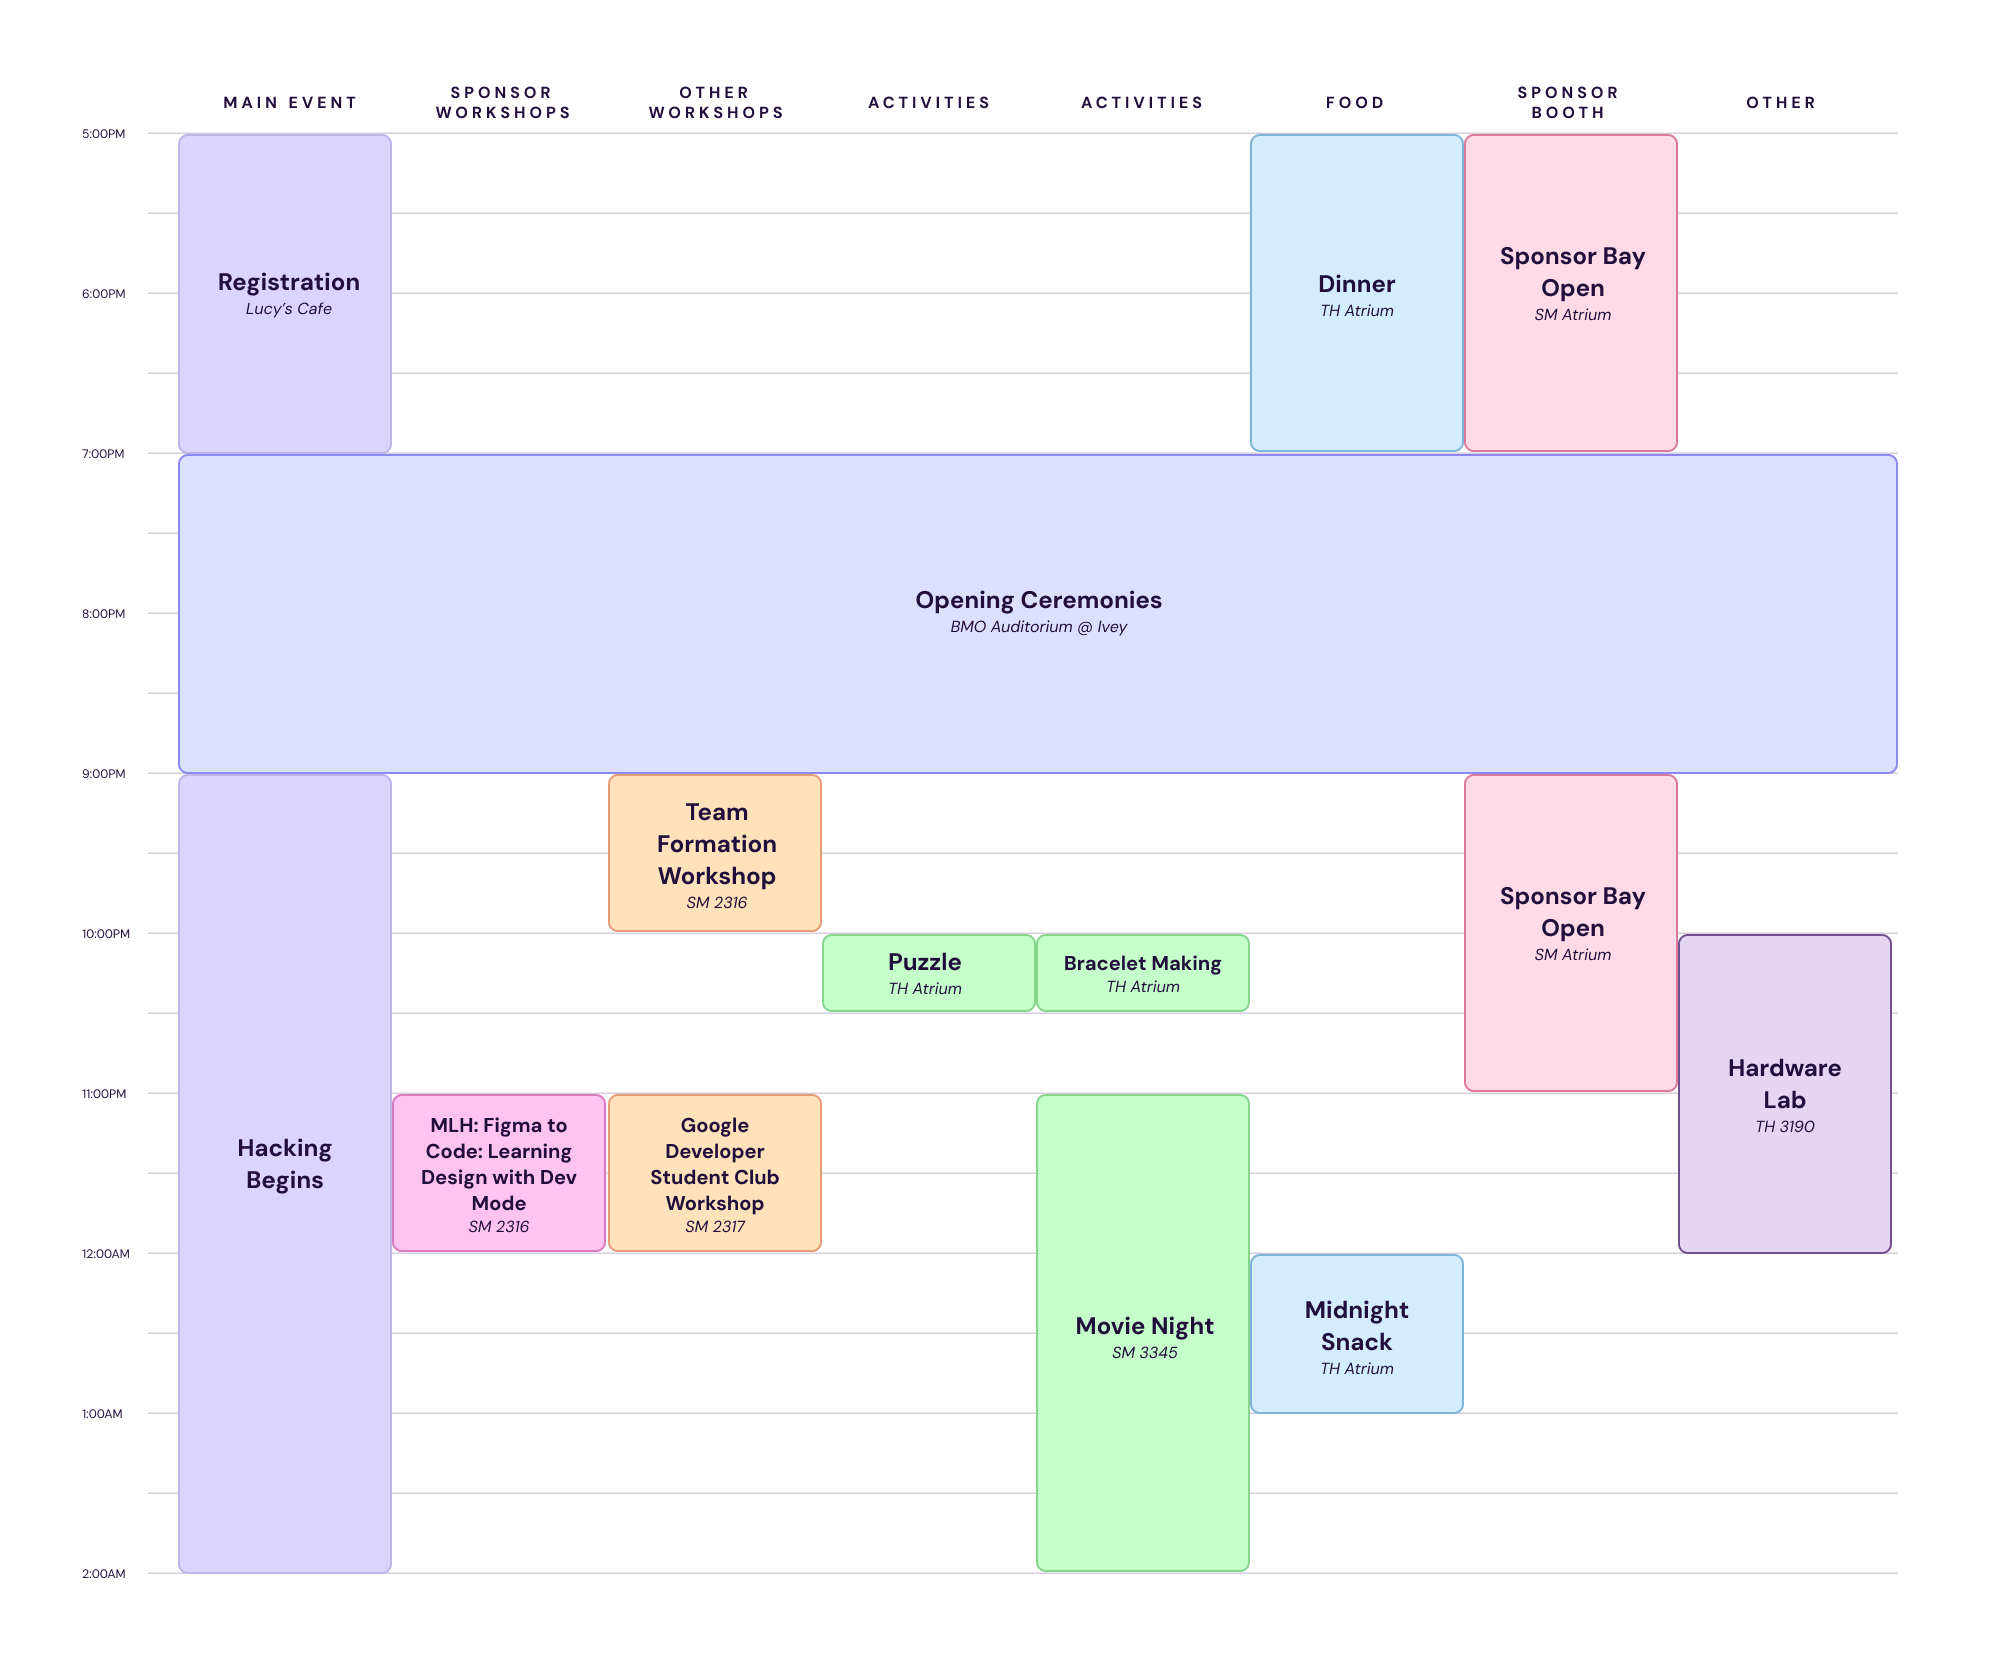 MAIN EVENT
SPONSOR
WORKSHOPS
OTHER
WORKSHOPS
ACTIVITIES
ACTIVITIES
FOOD
SPONSOR
BOOTH
OTHER
5:00PM
Registration
Lucy's Cafe
Dinner
TH Atrium
Sponsor Bay
Open
SM Atrium
6:00PM
7:00PM
Opening Ceremonies
BMO Auditorium @ Ivey
8:00PM
9:00PM
Team
Formation
Workshop
SM 2316
Sponsor Bay
Open
SM Atrium
10:00PM
Puzzle
TH Atrium
Bracelet Making
TH Atrium
Hardware
Lab
TH 3190
11:00PM
Hacking
Begins
MLH: Figma to
Code: Learning
Design with Dev
Mode
SM 2316
Google
Developer
Student Club
Workshop
SM 2317
Movie Night
SM 3345
12:00AM
Midnight
Snack
TH Atrium
1:00AM
2:00AM